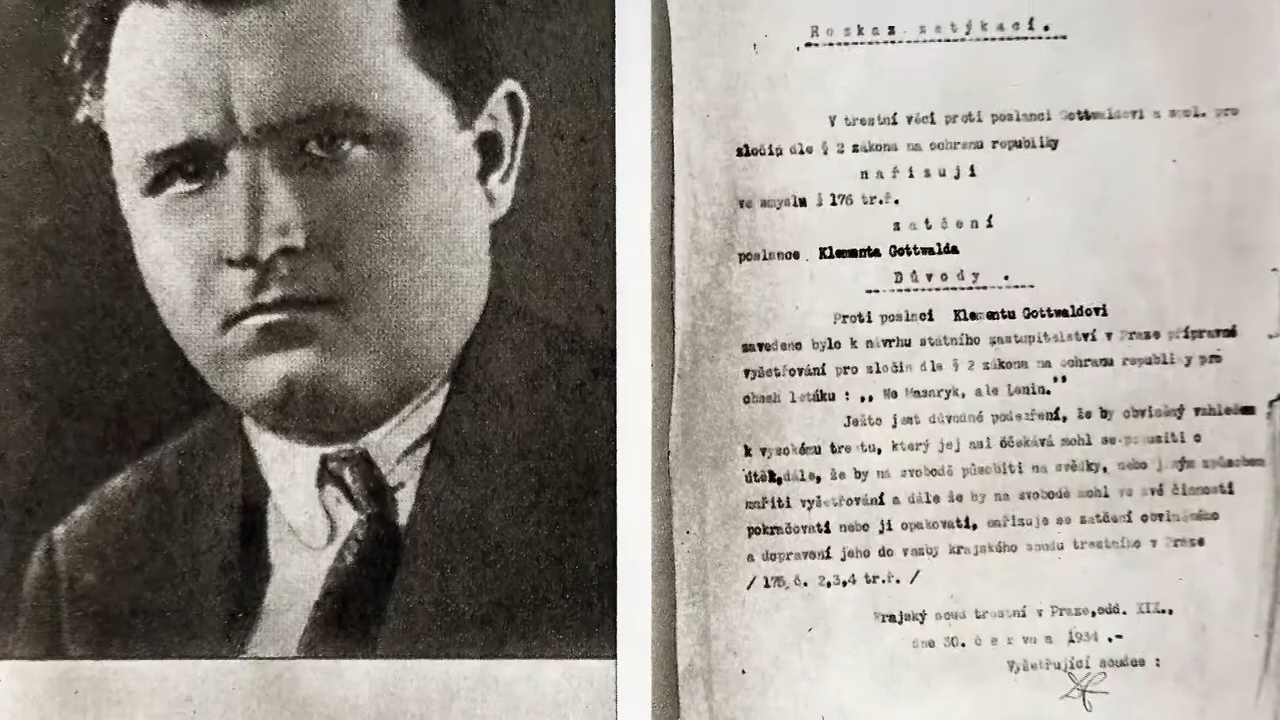 Rozkaz zatýkací.
V trestní věci proti poslanci Gottwaldovi a spol. pro
zločin dle § 2 zákona na ochranu republiky
nařizuji
ve smyslu § 176 tr.ř.
zatčení
poslance Klementa Gottwalda
Důvody.
Proti poslaci Klementu Gottwaldovi
zavedeno bylo k návrhu státního zastupitelství v Praze přípravné
vyšetřování pro zločin dle § 2 zákona na ochranu republiky pro
obsah letáku : „ Ne Masaryk, ale Lenin.”
Ježto jest důvodné podezření, že by obviněný vzhledem
k vysokému trestu, který jej asi očekává mohl se pokusiti o
útěk,dále, že by na svobodě působiti na svědky, nebo jiným způsobem
mařiti vyšetřování a dále že by na svobodě mohl ve své činnosti
pokračovati nebo ji opakovati, nařizuje se zatčení obviněného
a dopravení jeho do vazby krajského soudu trestního v Praze
/ 175, č. 2,3,4 tr.ř. /
Krajský soud trestní v Praze,odd. XIX.,
dne 30. června 1934 .-
Vyšetřující soudce :